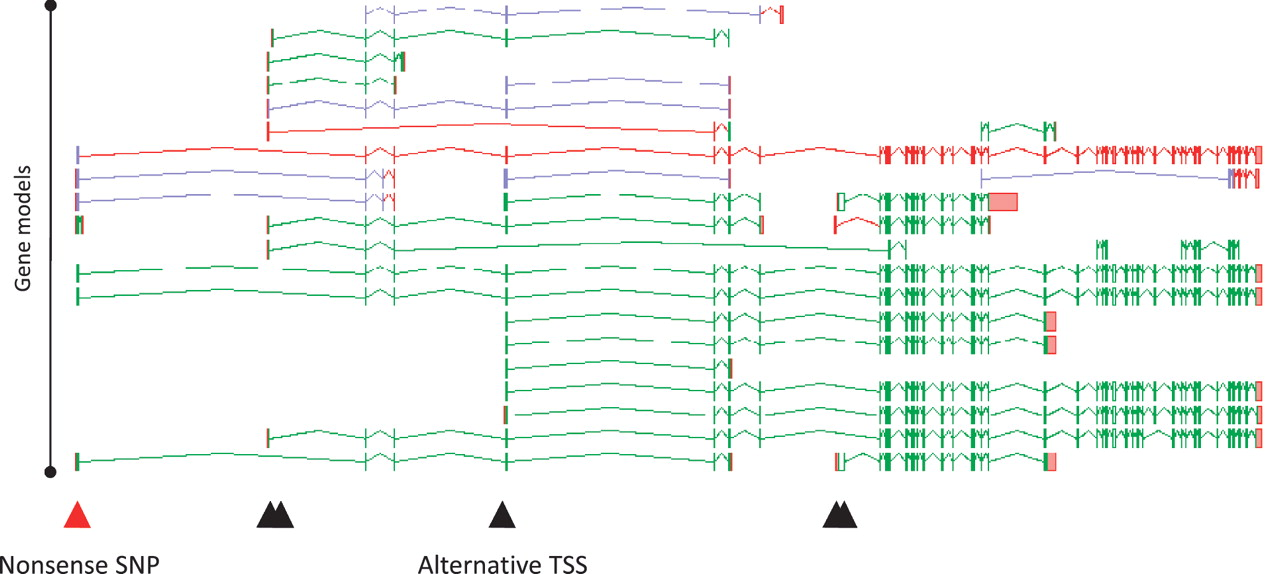 Gene models
Nonsense SNP
Alternative TSS